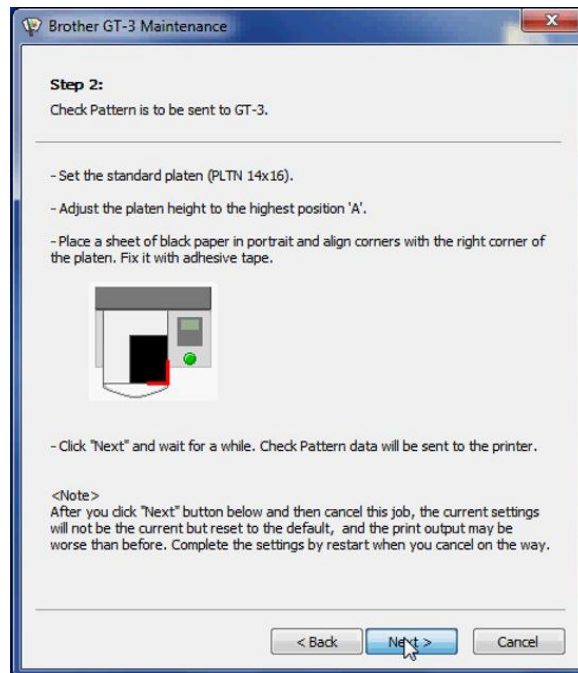 Brother GT-3 Maintenance
Step 2:
Check Pattern is to be sent to GT-3.
- Set the standard platen (PLTN 14x16).
- Adjust the platen height to the highest position 'A'.
- Place a sheet of black paper in portrait and align corners with the right corner of
the platen. Fix it with adhesive tape.
- Click "Next" and wait for a while. Check Pattern data will be sent to the printer.
<Note>
After you click "Next" button below and then cancel this job, the current settings
will not be the current but reset to the default, and the print output may be
worse than before. Complete the settings by restart when you cancel on the way.
< Back
Next >
Cancel